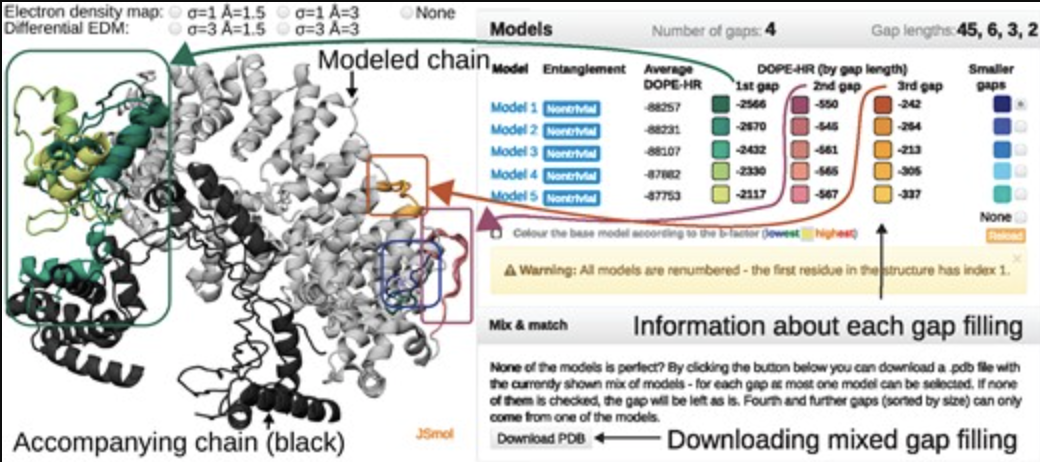 Electron density map: σ=1 Å=1.5 σ=1 Å=3 None
Differential EDM: σ=3 Å=1.5 σ=3 Å=3
Modeled chain
Accompanying chain (black)
JSmol
Models Number of gaps: 4 Gap lengths: 45, 6, 3, 2
Model Entanglement Average DOPE-HR (by gap length) Smaller
DOPE-HR 1st gap 2nd gap 3rd gap gaps
Model 1 Nontrivial -88257 -2566 -550 -242
Model 2 Nontrivial -88231 -2670 -545 -264
Model 3 Nontrivial -88107 -2432 -561 -213
Model 4 Nontrivial -87882 -2330 -565 -305
Model 5 Nontrivial -87753 -2117 -567 -337
None
Colour the base model according to the b-factor (lowest highest)
Reload
Warning: All models are renumbered - the first residue in the structure has index 1.
×
Mix & match
Information about each gap filling
None of the models is perfect? By clicking the button below you can download a .pdb file with
the currently shown mix of models - for each gap at most one model can be selected. If none
of them is checked, the gap will be left as is. Fourth and further gaps (sorted by size) can only
come from one of the models.
Download PDB
Downloading mixed gap filling